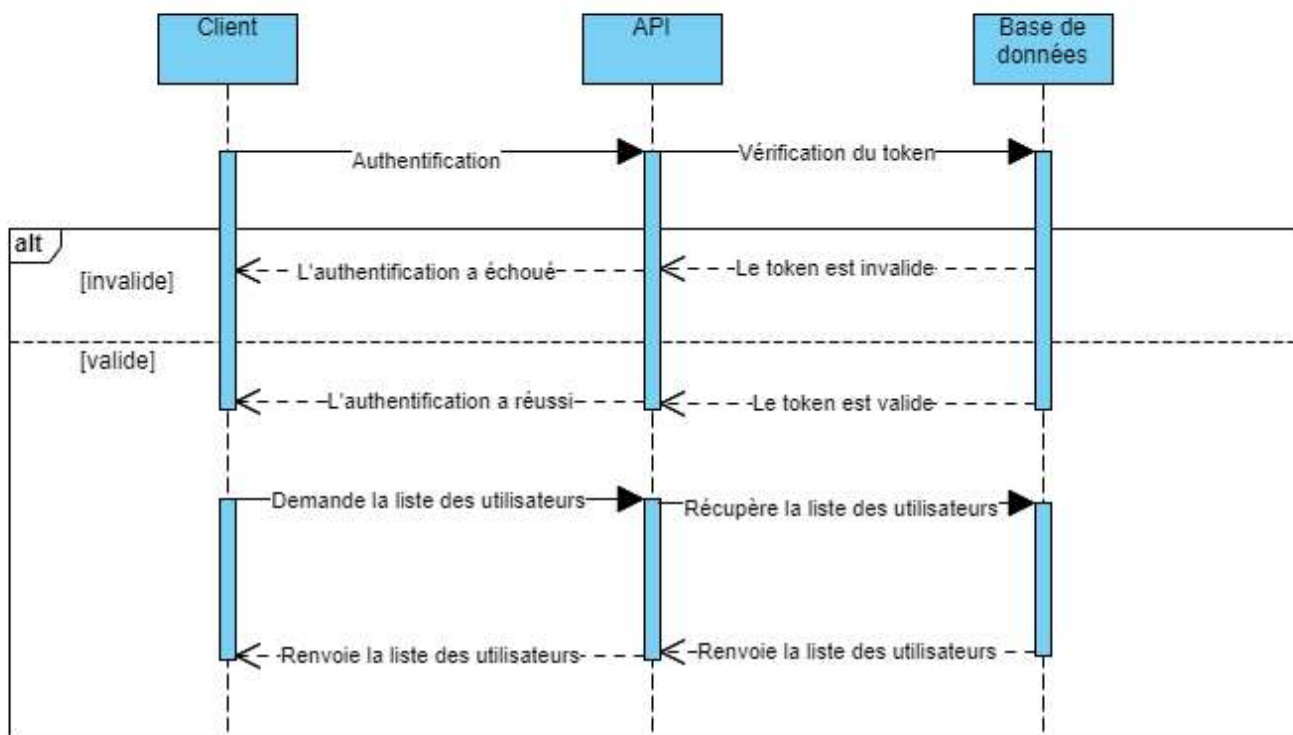 Client
API
Base de
données
Authentification
Vérification du token
alt
[invalide]
L'authentification a échoué
Le token est invalide
[valide]
L'authentification a réussi
Le token est valide
Demande la liste des utilisateurs
Récupère la liste des utilisateurs
Renvoie la liste des utilisateurs
Renvoie la liste des utilisateurs